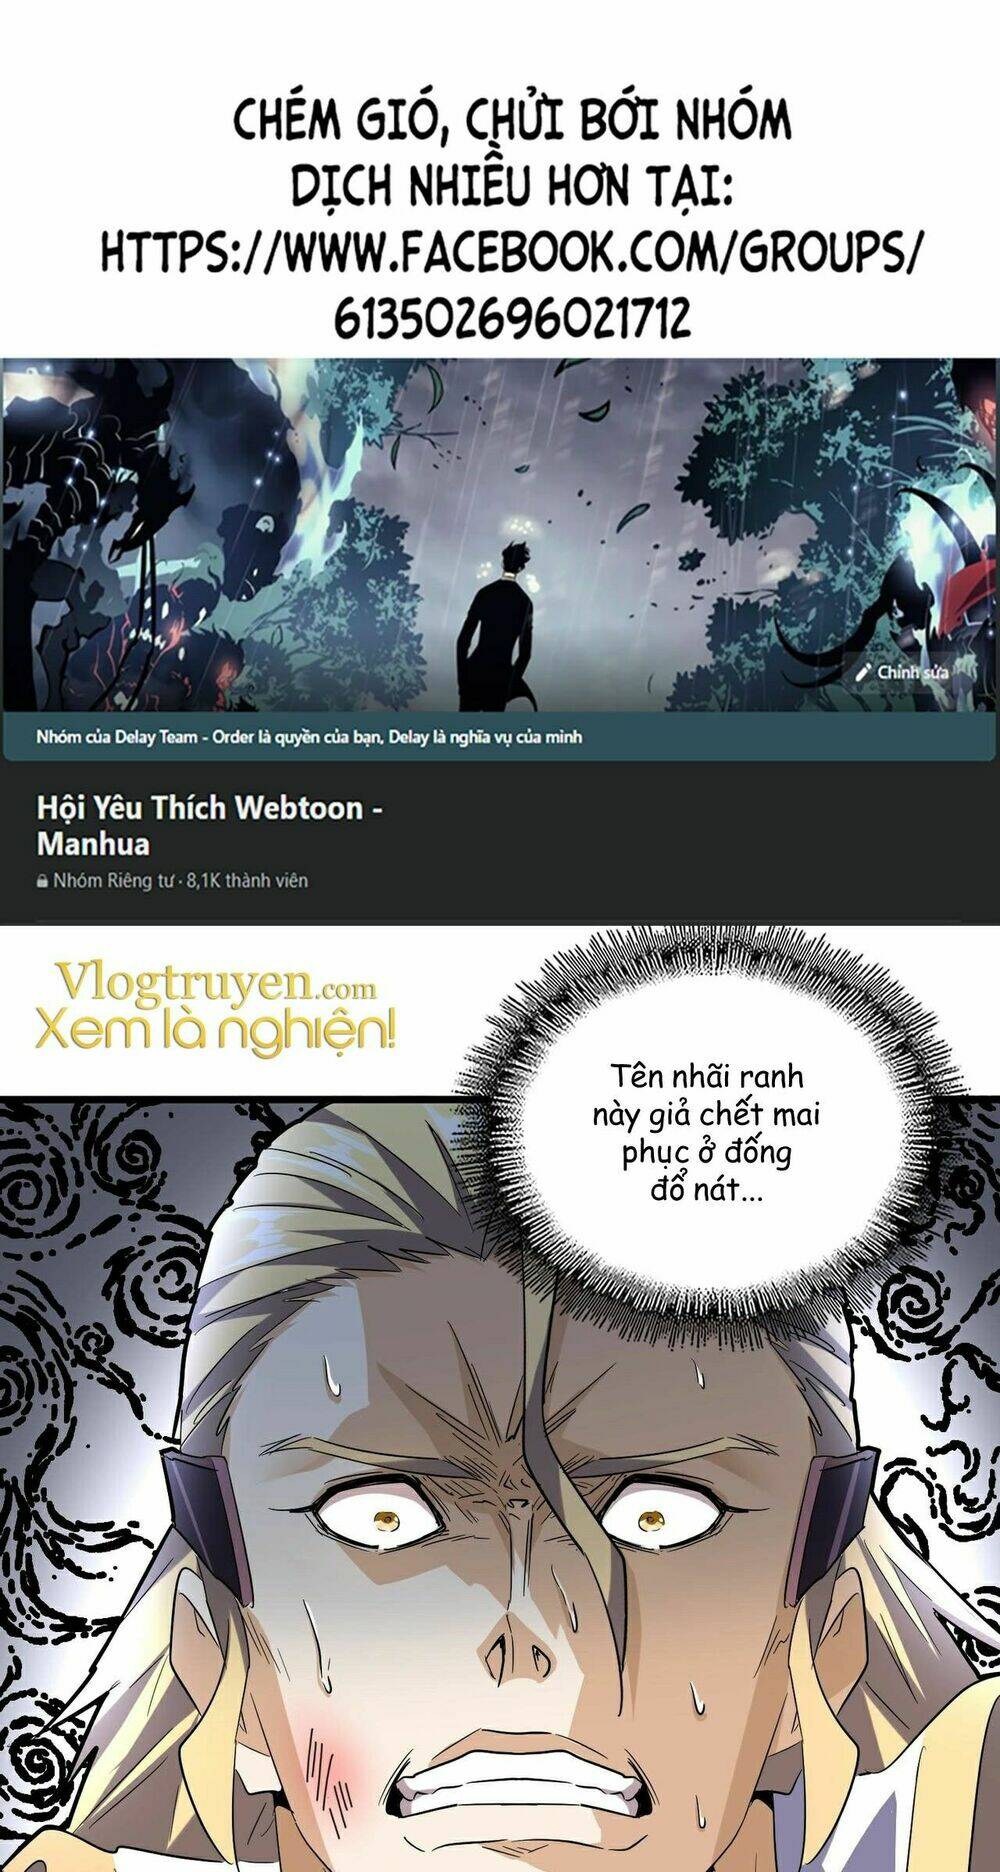 CHÉM GIÓ, CHỬI BỚI NHÓM
DỊCH NHIỀU HƠN TẠI:
HTTPS://WWW.FACEBOOK.COM/GROUPS/
613502696021712
Chỉnh sửa
Nhóm của Delay Team - Order là quyền của bạn, Delay là nghĩa vụ của mình
Hội Yêu Thích Webtoon -
Manhua
Nhóm Riêng tư · 8,1K thành viên
Vlogtruyen.com
Xem là nghiện!
Tên nhãi ranh
này giả chết mai
phục ở đống
đổ nát...